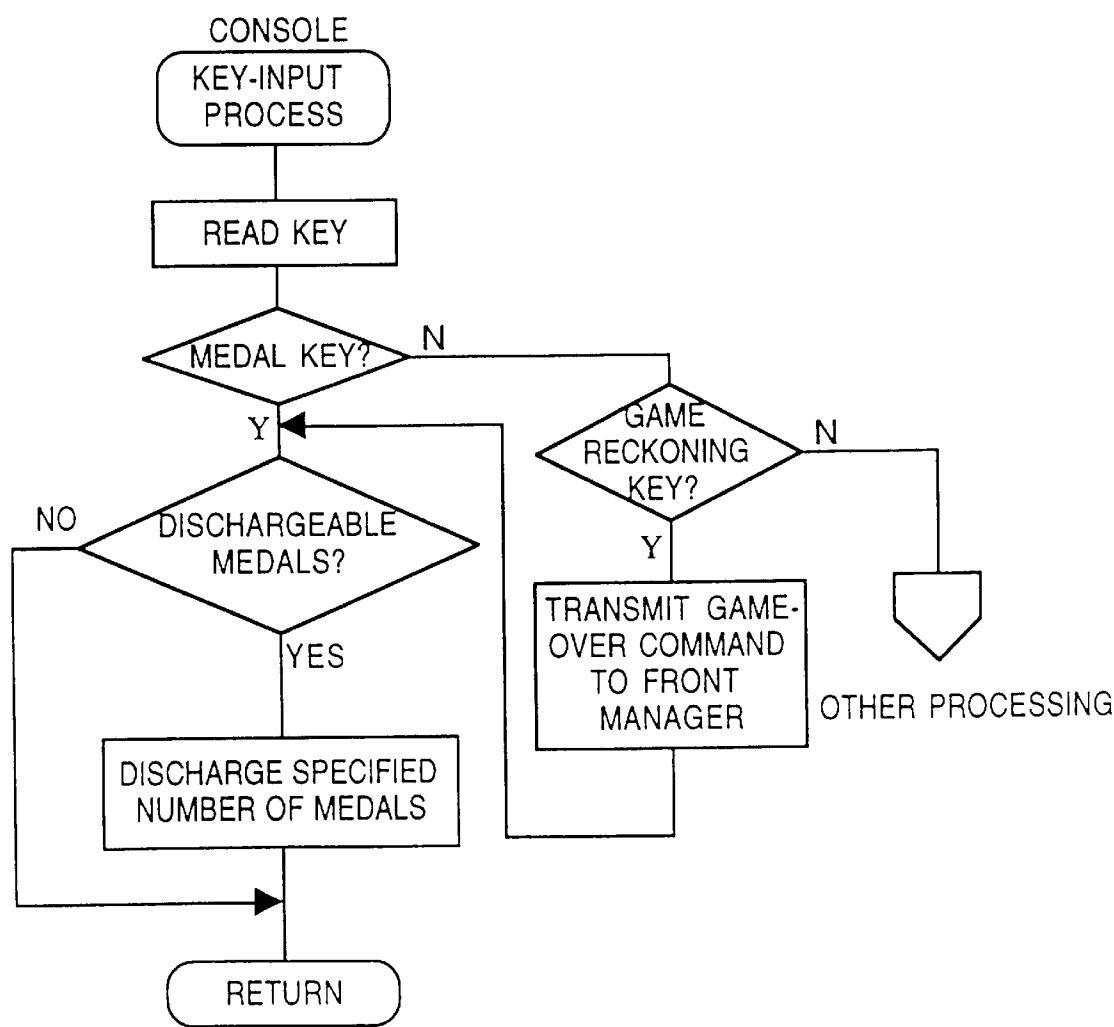 CONSOLE
KEY-INPUT
PROCESS
READ KEY
MEDAL KEY?
N
Y
GAME
RECKONING
KEY?
N
Y
NO
DISCHARGEABLE
MEDALS?
YES
TRANSMIT GAME-
OVER COMMAND
TO FRONT
MANAGER
OTHER PROCESSING
DISCHARGE SPECIFIED
NUMBER OF MEDALS
RETURN